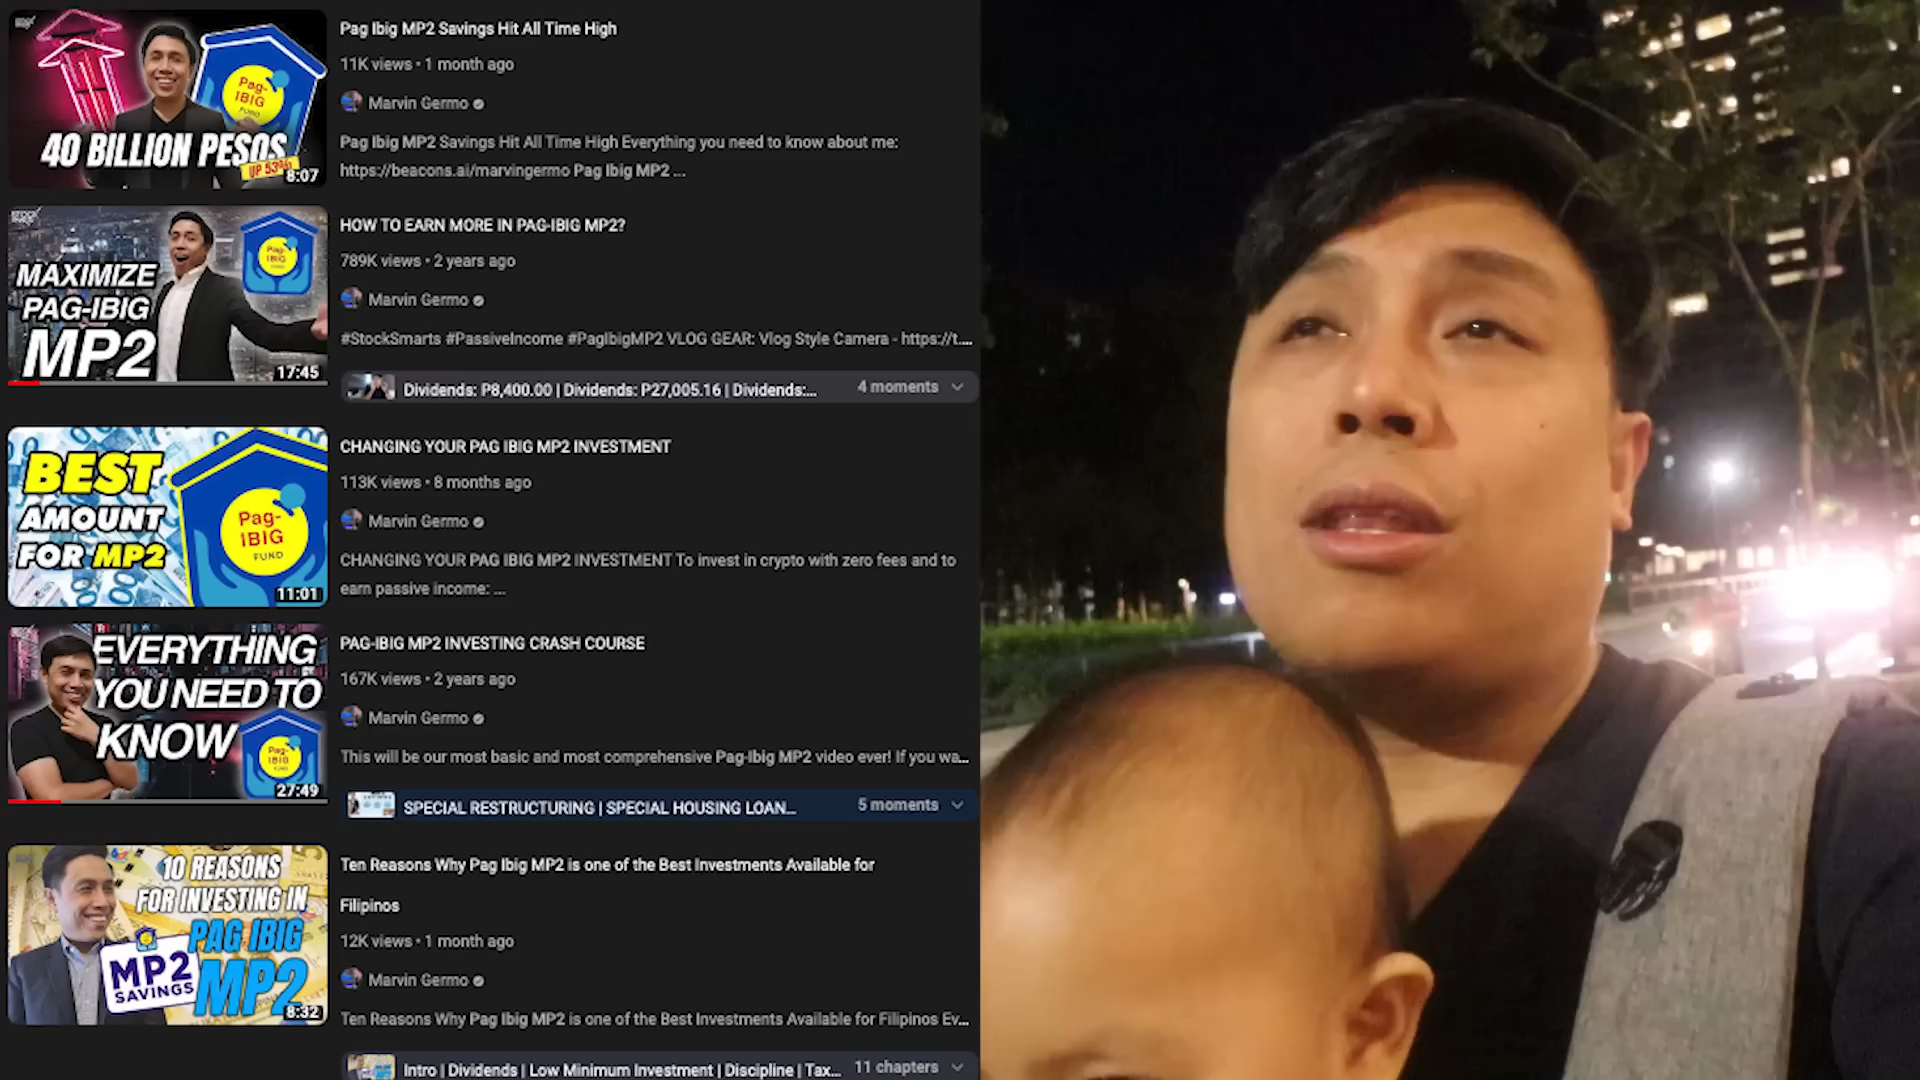 Pag Ibig MP2 Savings Hit All Time High
11K views • 1 month ago
Marvin Germo
Pag Ibig MP2 Savings Hit All Time High Everything you need to know about me:
https://beacons.ai/marvingermo Pag Ibig MP2 ...
Pag-
IBIG
FUND
40 BILLION PESOS
UP 53%
8:07
HOW TO EARN MORE IN PAG-IBIG MP2?
789K views • 2 years ago
Marvin Germo
#StockSmarts #PassiveIncome #PagIbigMP2 VLOG GEAR: Vlog Style Camera - https://t....
Dividends: P8,400.00 | Dividends: P27,005.16 | Dividends:...
4 moments
Pag-
IBIG
MAXIMIZE
PAG-IBIG
MP2
17:45
CHANGING YOUR PAG IBIG MP2 INVESTMENT
113K views • 8 months ago
Marvin Germo
CHANGING YOUR PAG IBIG MP2 INVESTMENT To invest in crypto with zero fees and to
earn passive income: ...
BEST
AMOUNT
FOR MP2
Pag-
IBIG
FUND
11:01
PAG-IBIG MP2 INVESTING CRASH COURSE
167K views • 2 years ago
Marvin Germo
This will be our most basic and most comprehensive Pag-Ibig MP2 video ever! If you wa...
SPECIAL RESTRUCTURING | SPECIAL HOUSING LOAN...
5 moments
EVERYTHING
YOU NEED TO
KNOW
Pag-
IBIG
FUND
27:49
Ten Reasons Why Pag Ibig MP2 is one of the Best Investments Available for
Filipinos
12K views • 1 month ago
Marvin Germo
Ten Reasons Why Pag Ibig MP2 is one of the Best Investments Available for Filipinos Ev...
Intro | Dividends | Low Minimum Investment | Discipline | Tax...
11 chapters
10 REASONS
FOR INVESTING IN
PAG IBIG
MP2
MP2
SAVINGS
8:32